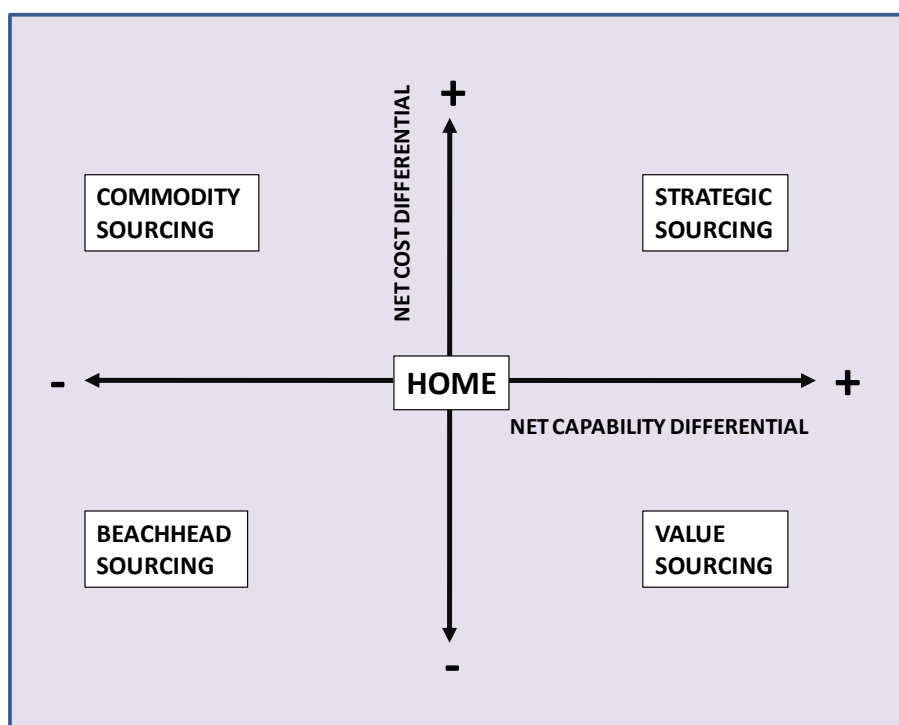 +
NET COST DIFFERENTIAL
COMMODITY
SOURCING
STRATEGIC
SOURCING
-
HOME
+
NET CAPABILITY DIFFERENTIAL
BEACHHEAD
SOURCING
VALUE
SOURCING
-